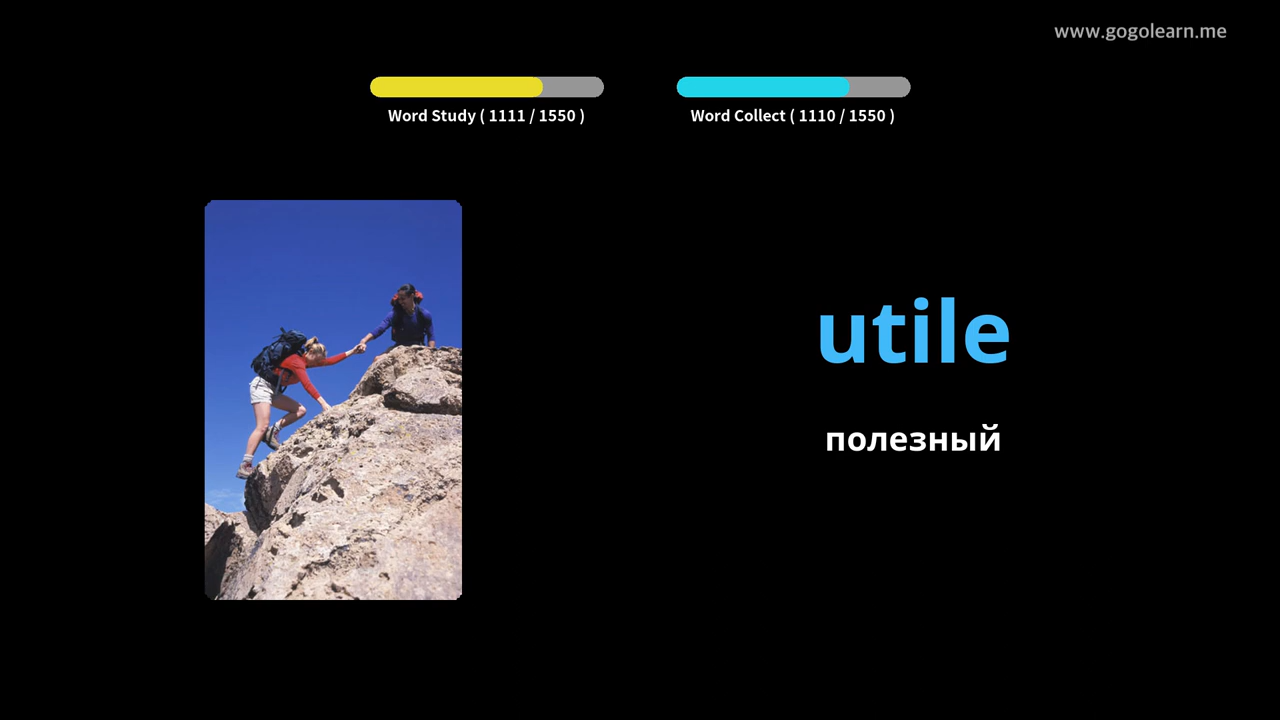 www.gogolearn.me
Word Study ( 1111 / 1550 )
Word Collect ( 1110 / 1550 )
utile
полезный